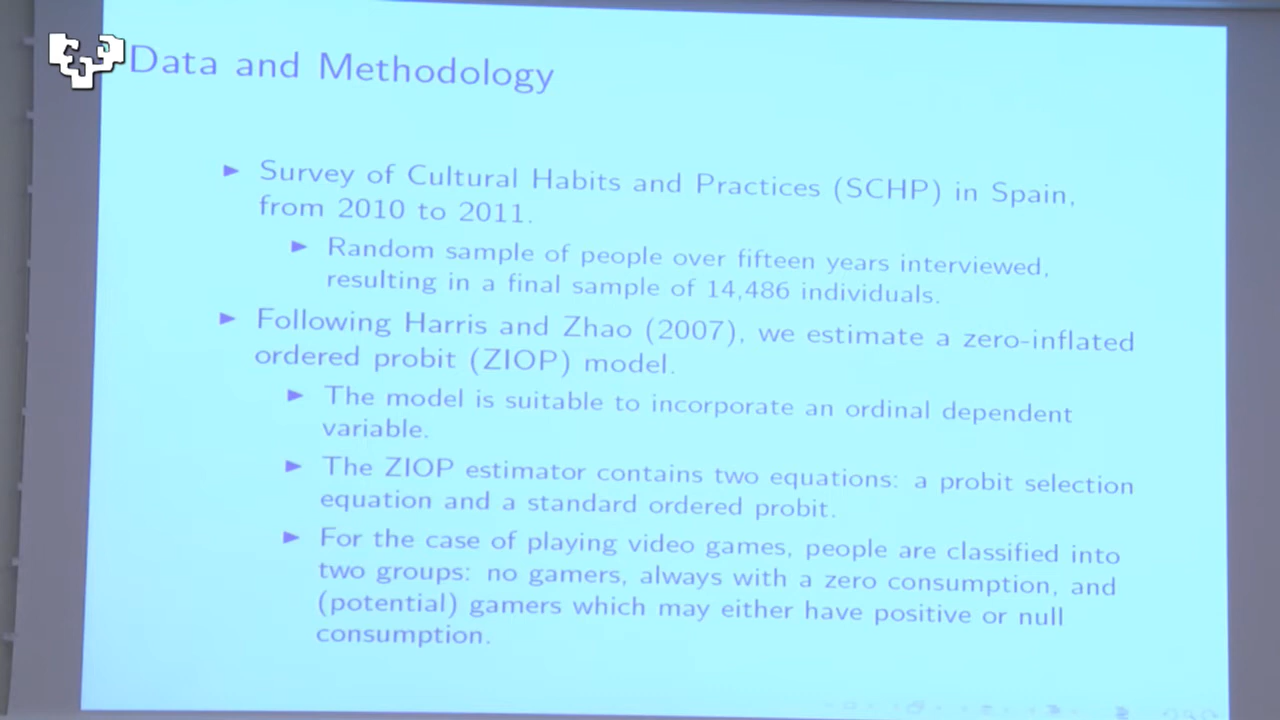 Data and Methodology
Survey of Cultural Habits and Practices (SCHP) in Spain,
from 2010 to 2011.
Random sample of people over fifteen years interviewed,
resulting in a final sample of 14,486 individuals.
Following Harris and Zhao (2007), we estimate a zero-inflated
ordered probit (ZIOP) model.
The model is suitable to incorporate an ordinal dependent
variable.
The ZIOP estimator contains two equations: a probit selection
equation and a standard ordered probit.
For the case of playing video games, people are classified into
two groups: no gamers, always with a zero consumption, and
(potential) gamers which may either have positive or null
consumption.